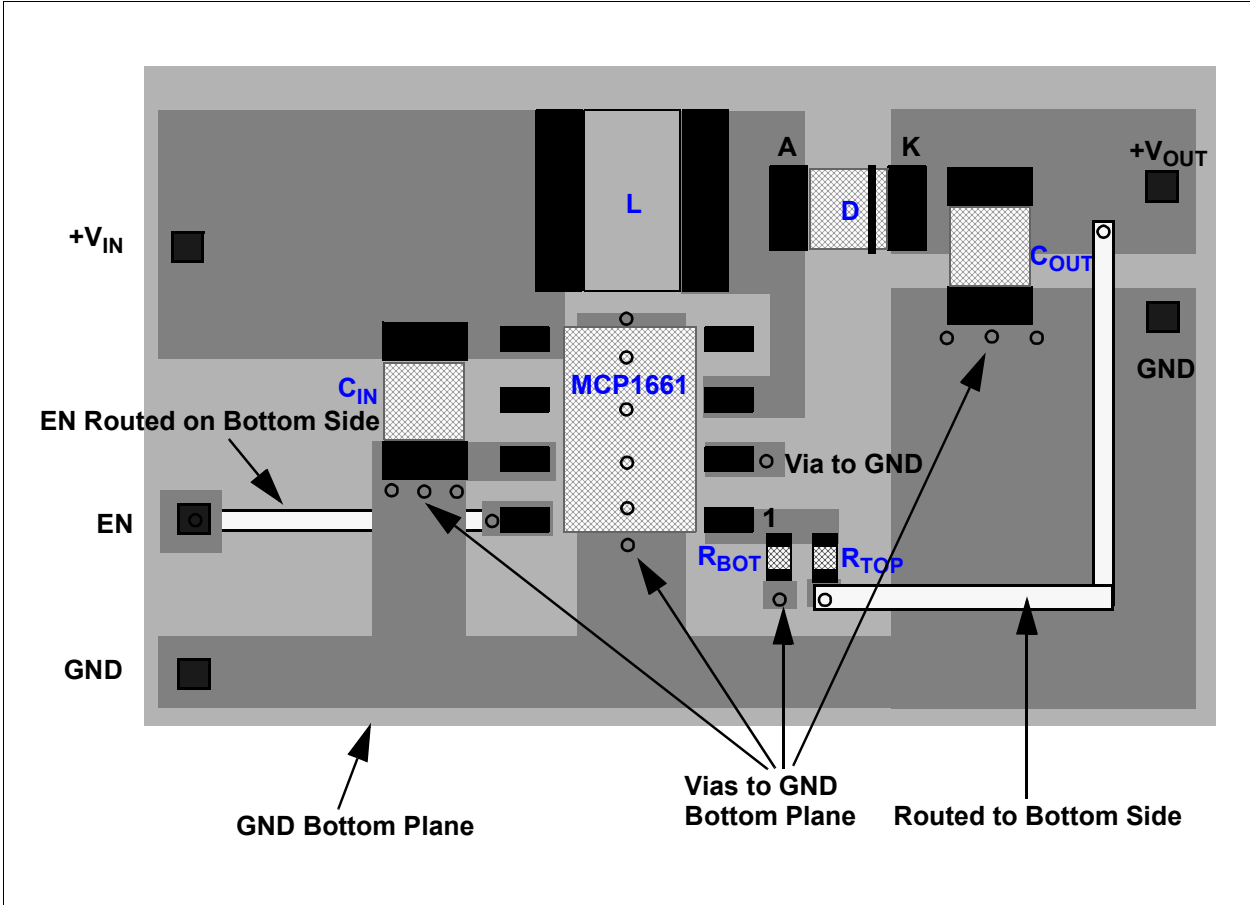 A
K
+VOUT
L
D
+VIN
COUT
GND
MCP1661
CIN
EN Routed on Bottom Side
Via to GND
EN
1
RBOT
RTOP
GND
Vias to GND
Bottom Plane
Routed to Bottom Side
GND Bottom Plane